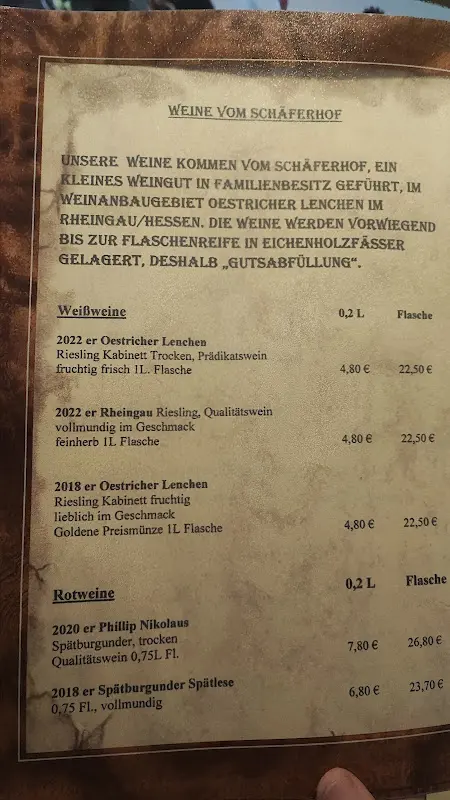 WEINE VOM SCHÄFERHOF
UNSERE WEINE KOMMEN VOM SCHÄFERHOF, EIN
KLEINES WEINGUT IN FAMILIENBESITZ GEFÜHRT, IM
WEINANBAUGEBIET OESTRICHER LENCHEN IM
RHEINGAU/HESSEN. DIE WEINE WERDEN VORWIEGEND
BIS ZUR FLASCHENREIFE IN EICHENHOLZFÄSSER
GELAGERT, DESHALB „GUTSABFÜLLUNG“.
Weißweine 0,2 L Flasche
2022 er Oestricher Lenchen
Riesling Kabinett Trocken, Prädikatswein
fruchtig frisch 1L. Flasche 4,80 € 22,50 €
2022 er Rheingau Riesling, Qualitätswein
vollmundig im Geschmack
feinherb 1L Flasche 4,80 € 22,50 €
2018 er Oestricher Lenchen
Riesling Kabinett fruchtig
lieblich im Geschmack
Goldene Preismünze 1L Flasche 4,80 € 22,50 €
Rotweine 0,2 L Flasche
2020 er Phillip Nikolaus
Spätburgunder, trocken
Qualitätswein 0,75L Fl. 7,80 € 26,80 €
2018 er Spätburgunder Spätlese
0,75 Fl., vollmundig 6,80 € 23,70 €